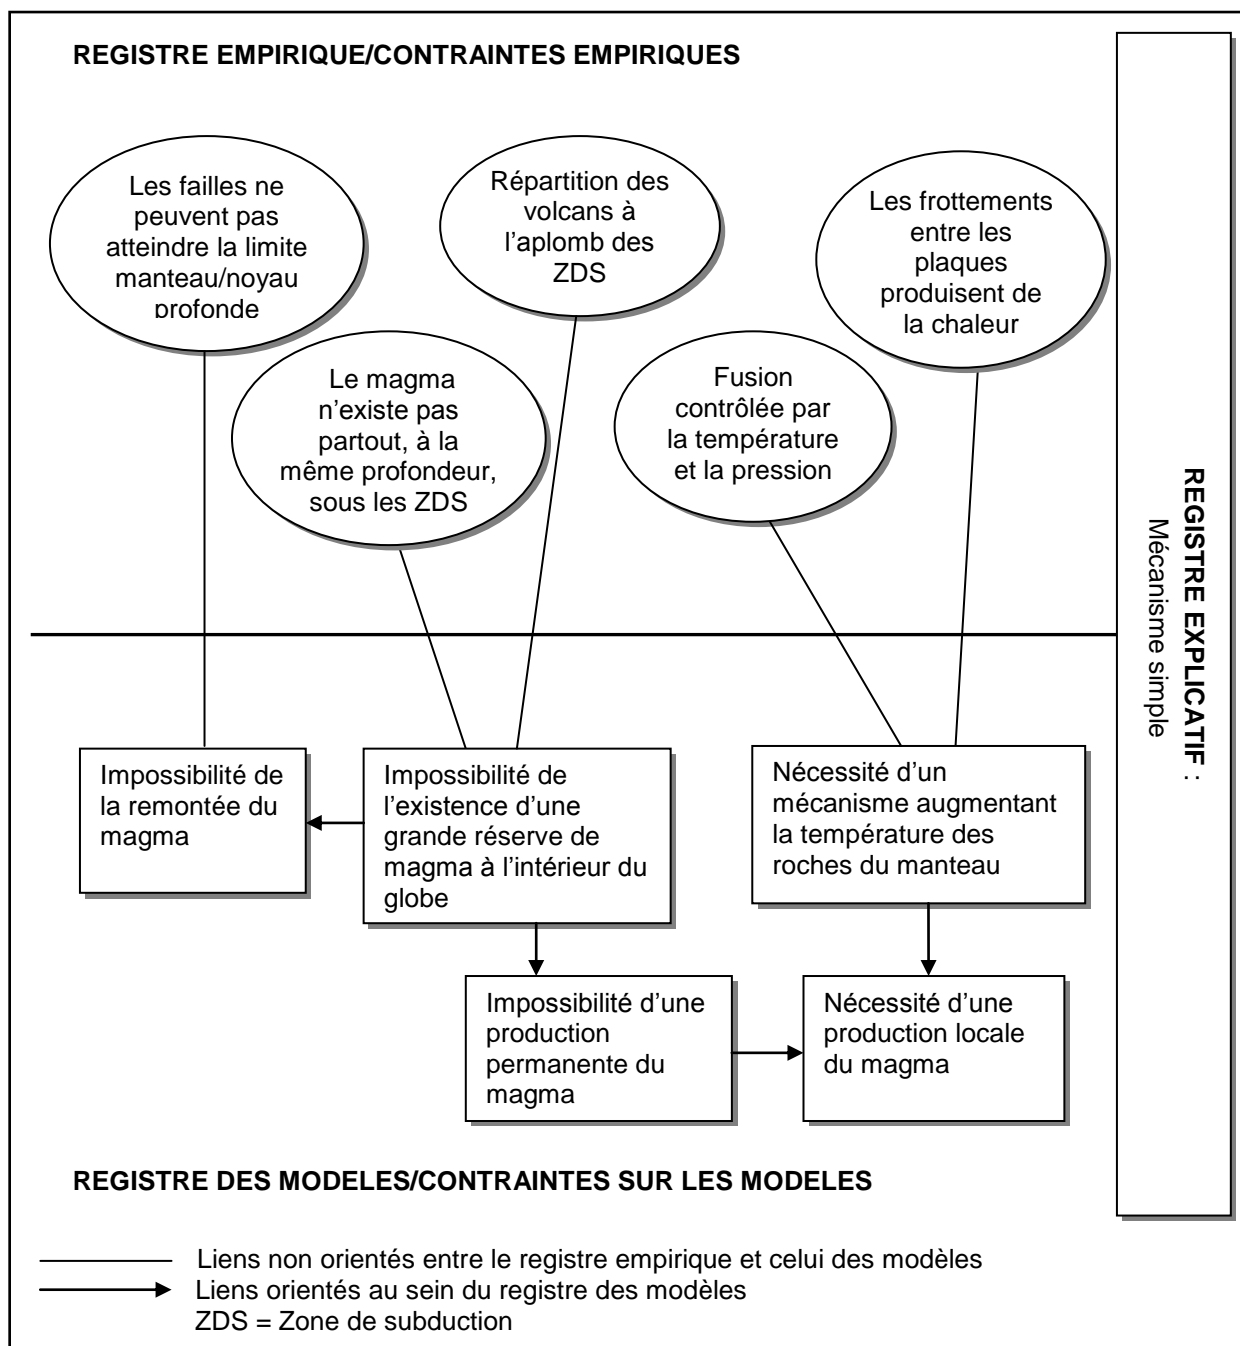 REGISTRE EMPIRIQUE/CONTRAINTES EMPIRIQUES
Les failles ne
peuvent pas
atteindre la limite
manteau/noyau
profonde
Répartition des
volcans à
l’aplomb des
ZDS
Les frottements
entre les
plaques
produisent de
la chaleur
Le magma
n’existe pas
partout, à la
même profondeur,
sous les ZDS
Fusion
contrôlée par
la température
et la pression
REGISTRE EXPLICATIF :
Mécanisme simple
Impossibilité de
la remontée du
magma
Impossibilité de
l’existence d’une
grande réserve de
magma à l’intérieur du
globe
Nécessité d’un
mécanisme augmentant
la température des
roches du manteau
Impossibilité d’une
production
permanente du
magma
Nécessité d’une
production locale
du magma
REGISTRE DES MODELES/CONTRAINTES SUR LES MODELES
Liens non orientés entre le registre empirique et celui des modèles
Liens orientés au sein du registre des modèles
ZDS = Zone de subduction